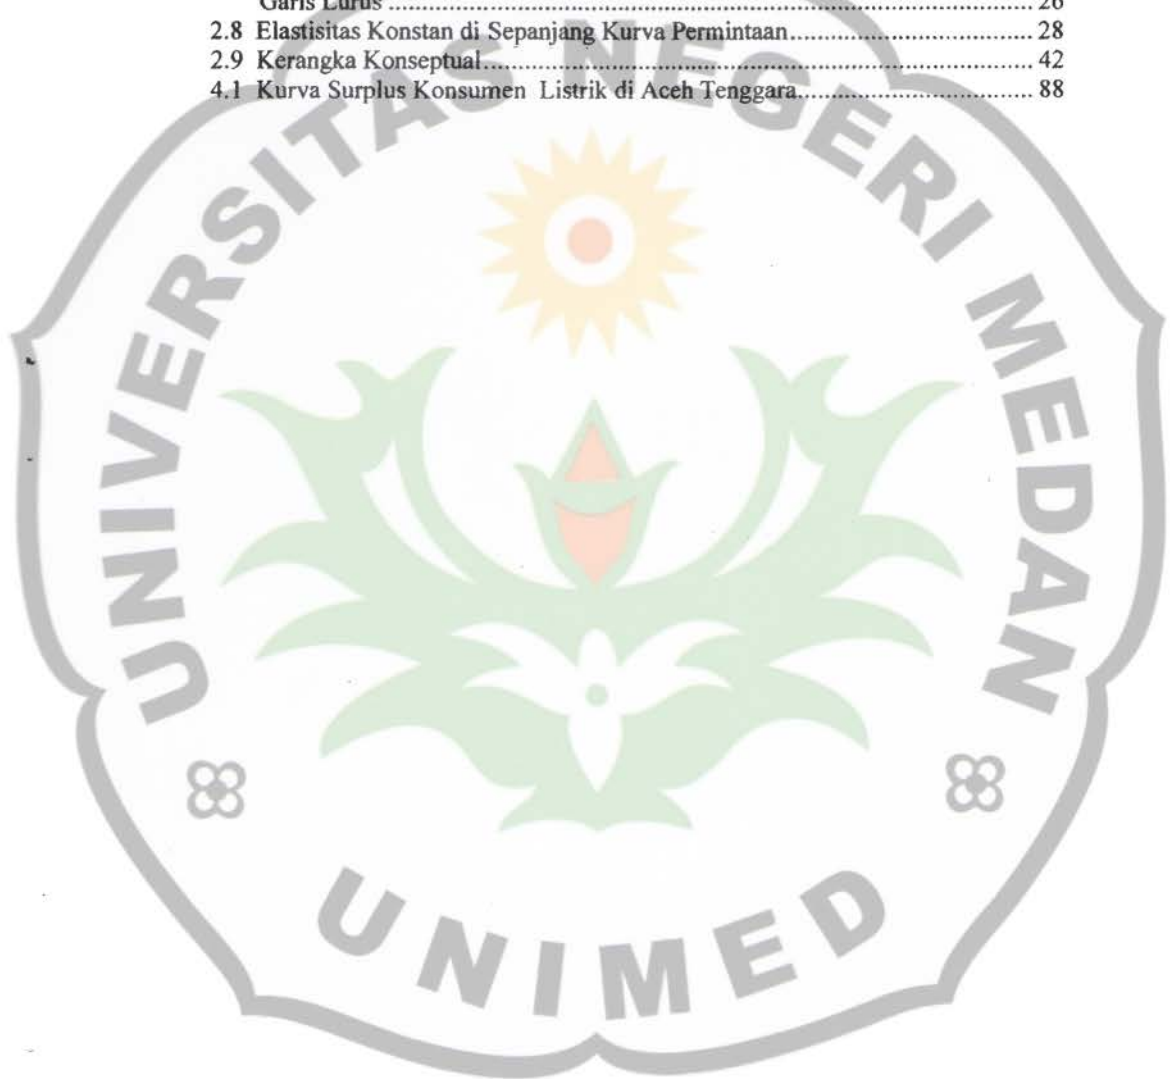 Garis Lurus ........................................................................................ 26
2.8 Elastisitas Konstan di Sepanjang Kurva Permintaan.............................. 28
2.9 Kerangka Konseptual........................................................................... 42
4.1 Kurva Surplus Konsumen Listrik di Aceh Tenggara............................... 88
UNIVERSITAS NEGERI MEDAN
UNIMED